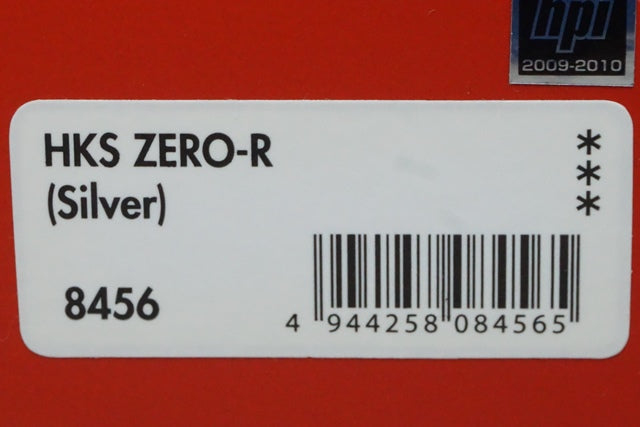 hpi
2009-2010
HKS ZERO-R
(Silver)
***
8456
4 944258 084565